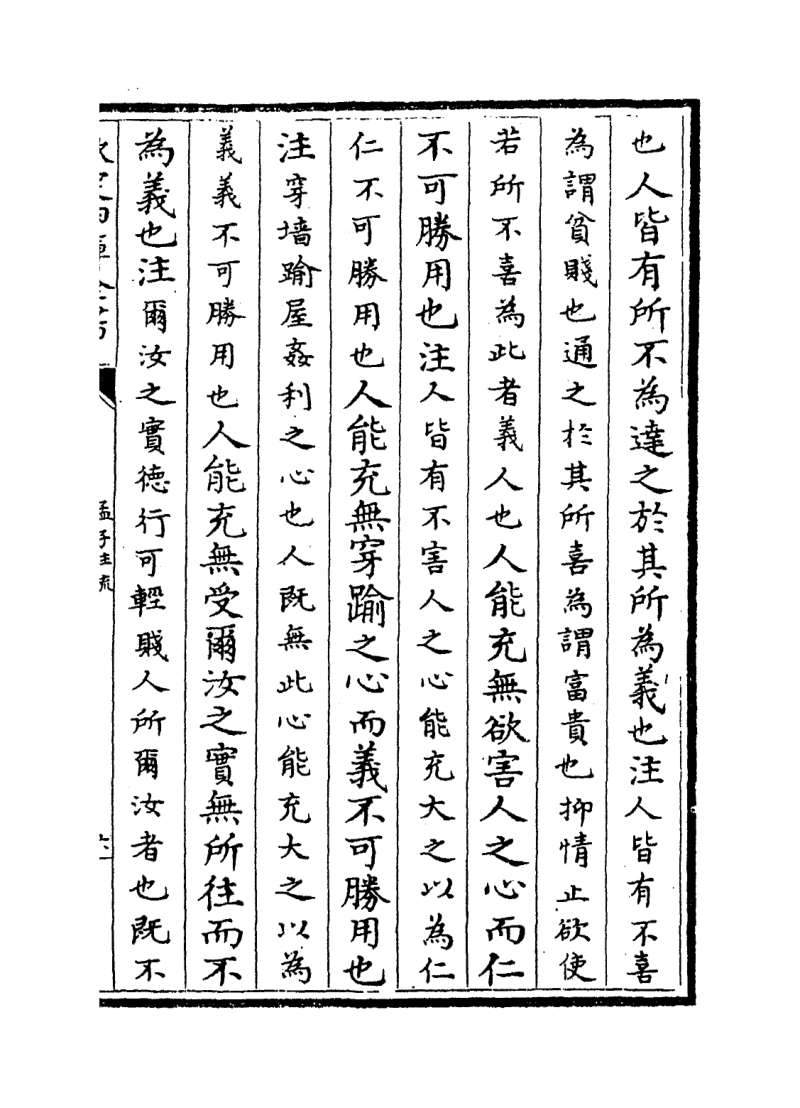 也人皆有所不為達之於其所為義也注人皆有不喜
為謂貧賤也通之於其所喜為謂富貴也抑情止欲使
若所不喜為此者義人也人能充無欲害人之心而仁
不可勝用也注人皆有不害人之心能充大之以為仁
仁不可勝用也人能充無穿踰之心而義不可勝用也
注穿墻踰屋姦利之心也人既無此心能充大之以為
義義不可勝用也人能充無受爾汝之實無所往而不
為義也注爾汝之實德行可輕賤人所爾汝者也既不
孟子注疏